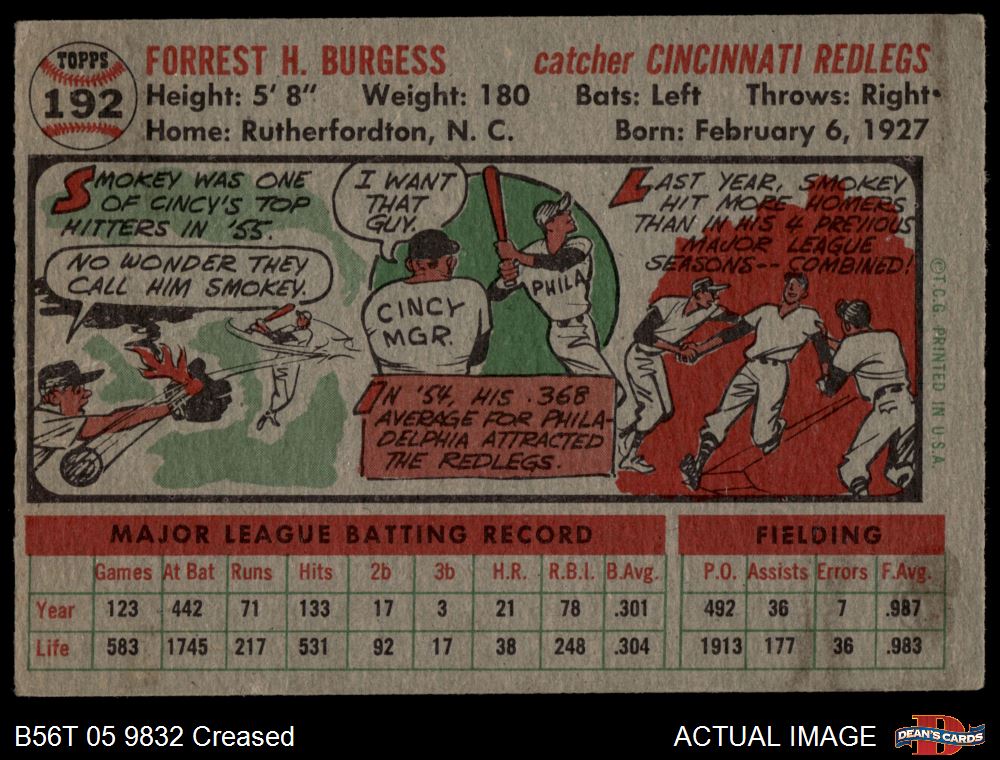 TOPPS
192
FORREST H. BURGESS catcher CINCINNATI REDLEGS
Height: 5' 8" Weight: 180 Bats: Left Throws: Right
Home: Rutherfordton, N. C. Born: February 6, 1927
SMOKEY WAS ONE
OF CINCY'S TOP
HITTERS IN '55.
NO WONDER THEY
CALL HIM SMOKEY.
I WANT
THAT
GUY.
CINCY
MGR.
PHILA
IN '54, HIS .368
AVERAGE FOR PHILA-
DELPHIA ATTRACTED
THE REDLEGS.
LAST YEAR, SMOKEY
HIT MORE HOMERS
THAN IN HIS 4 PREVIOUS
MAJOR LEAGUE
SEASONS-- COMBINED!
©T.C.G. PRINTED IN U.S.A.
MAJOR LEAGUE BATTING RECORD FIELDING
Games At Bat Runs Hits 2b 3b H.R. R.B.I. B.Avg. P.O. Assists Errors F.Avg.
Year 123 442 71 133 17 3 21 78 .301 492 36 7 .987
Life 583 1745 217 531 92 17 38 248 .304 1913 177 36 .983
B56T 05 9832 Creased ACTUAL IMAGE DEAN'S CARDS